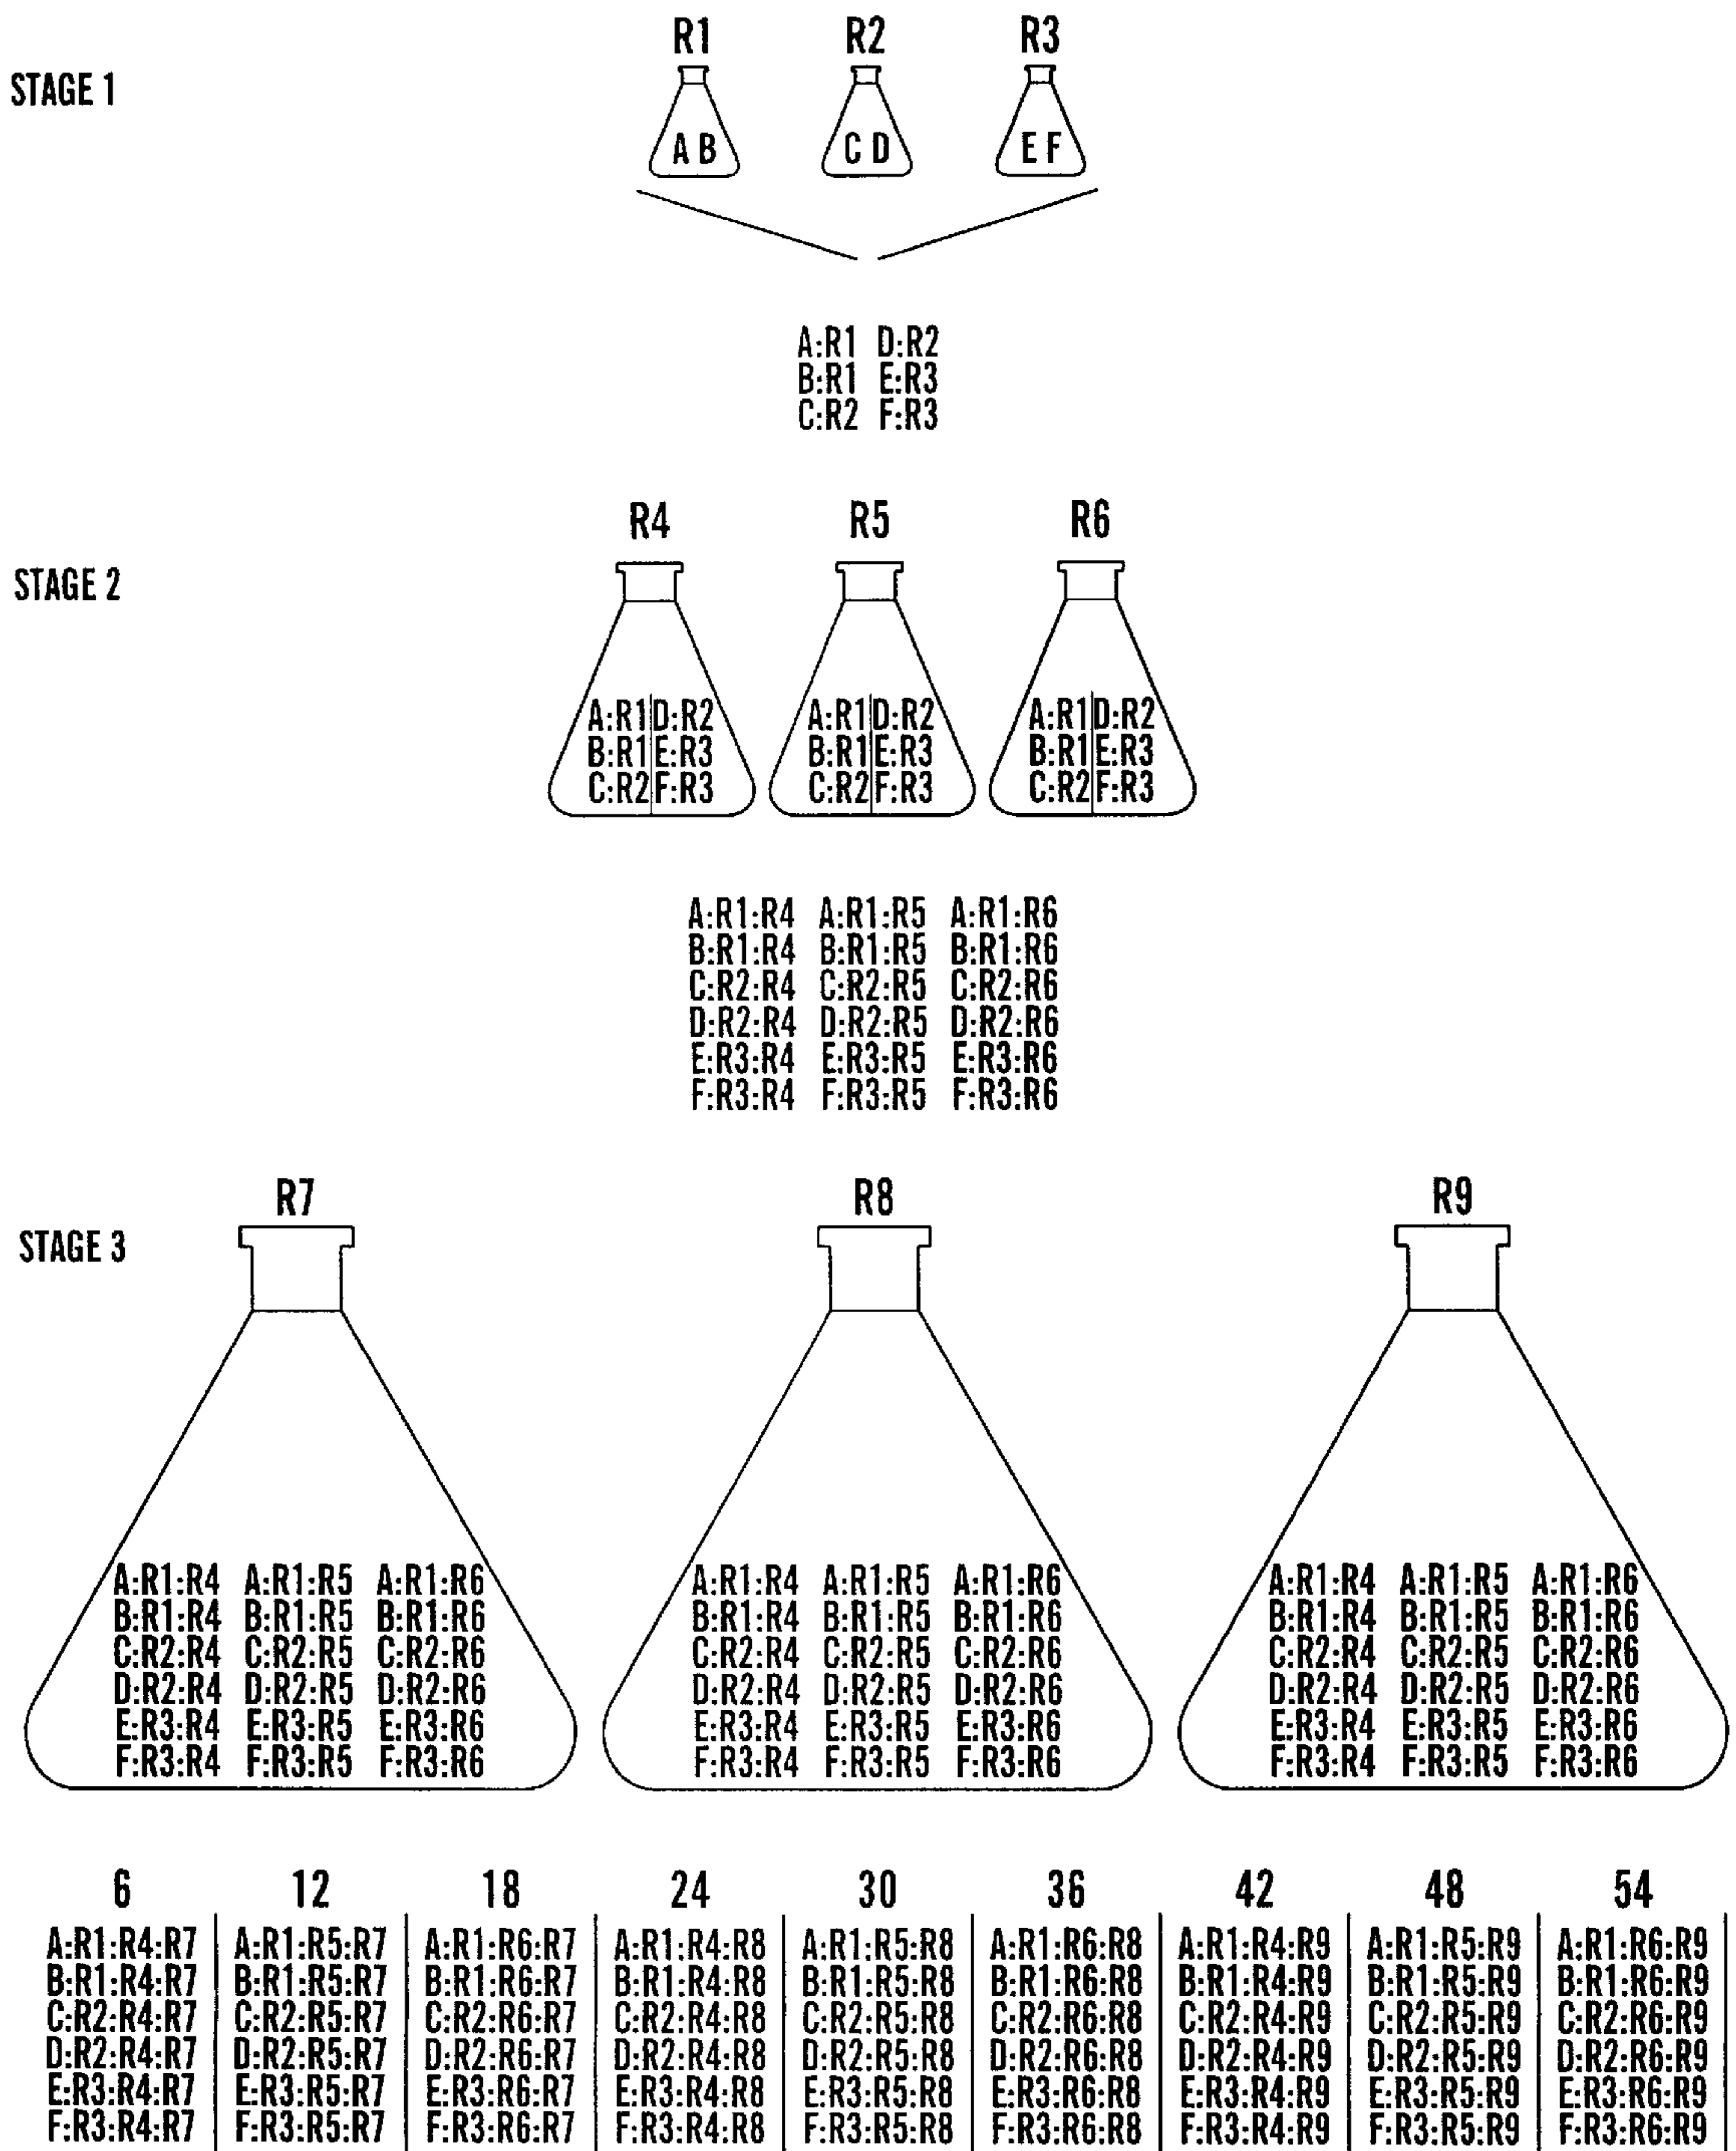 R1 R2 R3
STAGE 1
A B C D E F
A:R1 D:R2
B:R1 E:R3
C:R2 F:R3
R4 R5 R6
STAGE 2
A:R1 D:R2 A:R1 D:R2 A:R1 D:R2
B:R1 E:R3 B:R1 E:R3 B:R1 E:R3
C:R2 F:R3 C:R2 F:R3 C:R2 F:R3
A:R1:R4 A:R1:R5 A:R1:R6
B:R1:R4 B:R1:R5 B:R1:R6
C:R2:R4 C:R2:R5 C:R2:R6
D:R2:R4 D:R2:R5 D:R2:R6
E:R3:R4 E:R3:R5 E:R3:R6
F:R3:R4 F:R3:R5 F:R3:R6
R7 R8 R9
STAGE 3
A:R1:R4 A:R1:R5 A:R1:R6 A:R1:R4 A:R1:R5 A:R1:R6 A:R1:R4 A:R1:R5 A:R1:R6
B:R1:R4 B:R1:R5 B:R1:R6 B:R1:R4 B:R1:R5 B:R1:R6 B:R1:R4 B:R1:R5 B:R1:R6
C:R2:R4 C:R2:R5 C:R2:R6 C:R2:R4 C:R2:R5 C:R2:R6 C:R2:R4 C:R2:R5 C:R2:R6
D:R2:R4 D:R2:R5 D:R2:R6 D:R2:R4 D:R2:R5 D:R2:R6 D:R2:R4 D:R2:R5 D:R2:R6
E:R3:R4 E:R3:R5 E:R3:R6 E:R3:R4 E:R3:R5 E:R3:R6 E:R3:R4 E:R3:R5 E:R3:R6
F:R3:R4 F:R3:R5 F:R3:R6 F:R3:R4 F:R3:R5 F:R3:R6 F:R3:R4 F:R3:R5 F:R3:R6
6 12 18 24 30 36 42 48 54
A:R1:R4:R7 A:R1:R5:R7 A:R1:R6:R7 A:R1:R4:R8 A:R1:R5:R8 A:R1:R6:R8 A:R1:R4:R9 A:R1:R5:R9 A:R1:R6:R9
B:R1:R4:R7 B:R1:R5:R7 B:R1:R6:R7 B:R1:R4:R8 B:R1:R5:R8 B:R1:R6:R8 B:R1:R4:R9 B:R1:R5:R9 B:R1:R6:R9
C:R2:R4:R7 C:R2:R5:R7 C:R2:R6:R7 C:R2:R4:R8 C:R2:R5:R8 C:R2:R6:R8 C:R2:R4:R9 C:R2:R5:R9 C:R2:R6:R9
D:R2:R4:R7 D:R2:R5:R7 D:R2:R6:R7 D:R2:R4:R8 D:R2:R5:R8 D:R2:R6:R8 D:R2:R4:R9 D:R2:R5:R9 D:R2:R6:R9
E:R3:R4:R7 E:R3:R5:R7 E:R3:R6:R7 E:R3:R4:R8 E:R3:R5:R8 E:R3:R6:R8 E:R3:R4:R9 E:R3:R5:R9 E:R3:R6:R9
F:R3:R4:R7 F:R3:R5:R7 F:R3:R6:R7 F:R3:R4:R8 F:R3:R5:R8 F:R3:R6:R8 F:R3:R4:R9 F:R3:R5:R9 F:R3:R6:R9